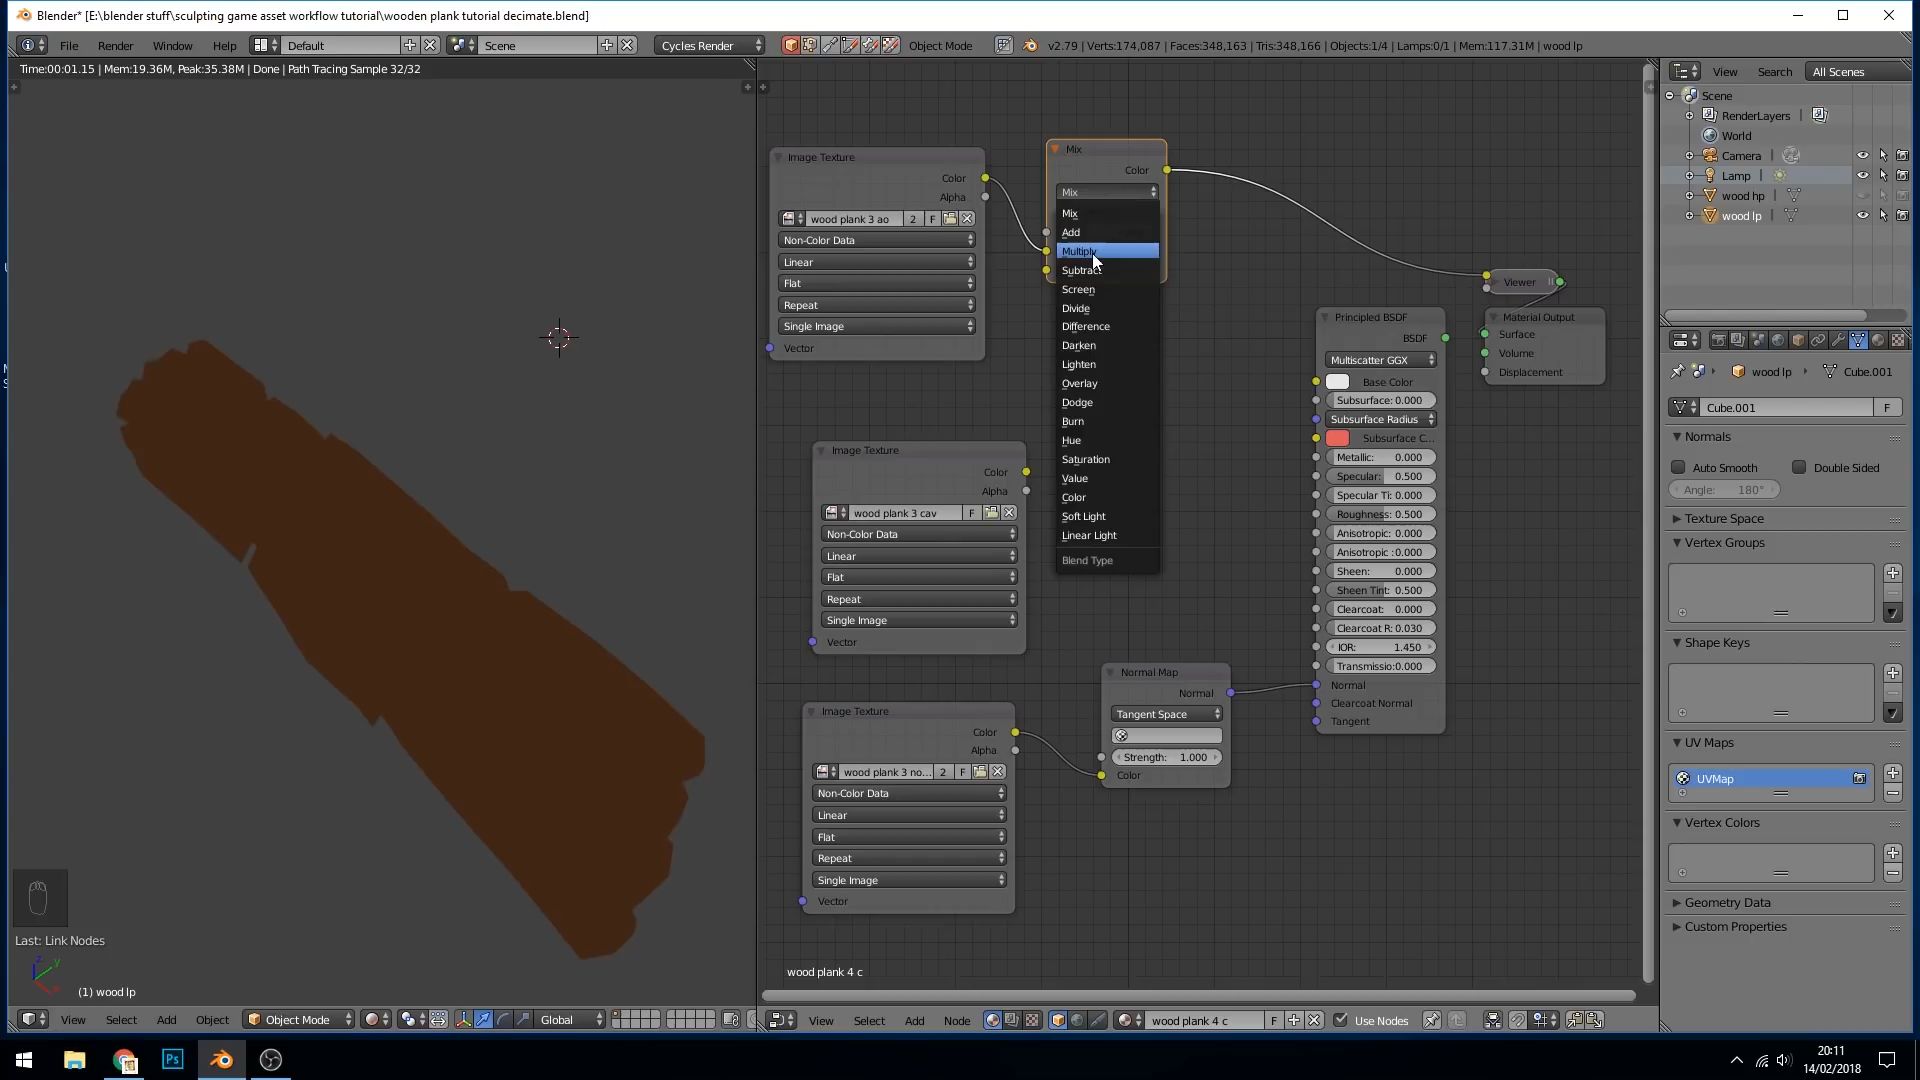 Blender* [E:\blender stuff\sculpting game asset workflow tutorial\wooden plank tutorial decimate.blend]
File Render Window Help Default Scene Cycles Render Object Mode v2.79 | Verts:174,087 | Faces:348,163 | Tris:348,166 | Objects:1/4 | Lamps:0/1 | Mem:117.31M | wood lp
Time:00:01.15 | Mem:19.36M, Peak:35.38M | Done | Path Tracing Sample 32/32
Image Texture
Color
Alpha
wood plank 3 ao 2 F
Non-Color Data
Linear
Flat
Repeat
Single Image
Vector
Mix
Color
Mix
Mix
Add
Multiply
Subtract
Screen
Divide
Difference
Darken
Lighten
Overlay
Dodge
Burn
Hue
Saturation
Value
Color
Soft Light
Linear Light
Blend Type
Image Texture
Color
Alpha
wood plank 3 cav F
Non-Color Data
Linear
Flat
Repeat
Single Image
Vector
Image Texture
Color
Alpha
wood plank 3 no... 2 F
Non-Color Data
Linear
Flat
Repeat
Single Image
Vector
Normal Map
Normal
Tangent Space
Strength: 1.000
Color
Principled BSDF
BSDF
Multiscatter GGX
Base Color
Subsurface: 0.000
Subsurface Radius
Subsurface C...
Metallic: 0.000
Specular: 0.500
Specular Ti: 0.000
Roughness: 0.500
Anisotropic: 0.000
Anisotropic :0.000
Sheen: 0.000
Sheen Tint: 0.500
Clearcoat: 0.000
Clearcoat R: 0.030
IOR: 1.450
Transmissio:0.000
Normal
Clearcoat Normal
Tangent
Viewer
Material Output
Surface
Volume
Displacement
View Search All Scenes
Scene
RenderLayers
World
Camera
Lamp
wood hp
wood lp
wood lp Cube.001
Cube.001 F
Normals
Auto Smooth Double Sided
Angle: 180°
Texture Space
Vertex Groups
Shape Keys
UV Maps
UVMap
Vertex Colors
Geometry Data
Custom Properties
Last: Link Nodes
(1) wood lp
wood plank 4 c
View Select Add Object Object Mode Global
View Select Add Node wood plank 4 c F Use Nodes
Ps
20:11
14/02/2018